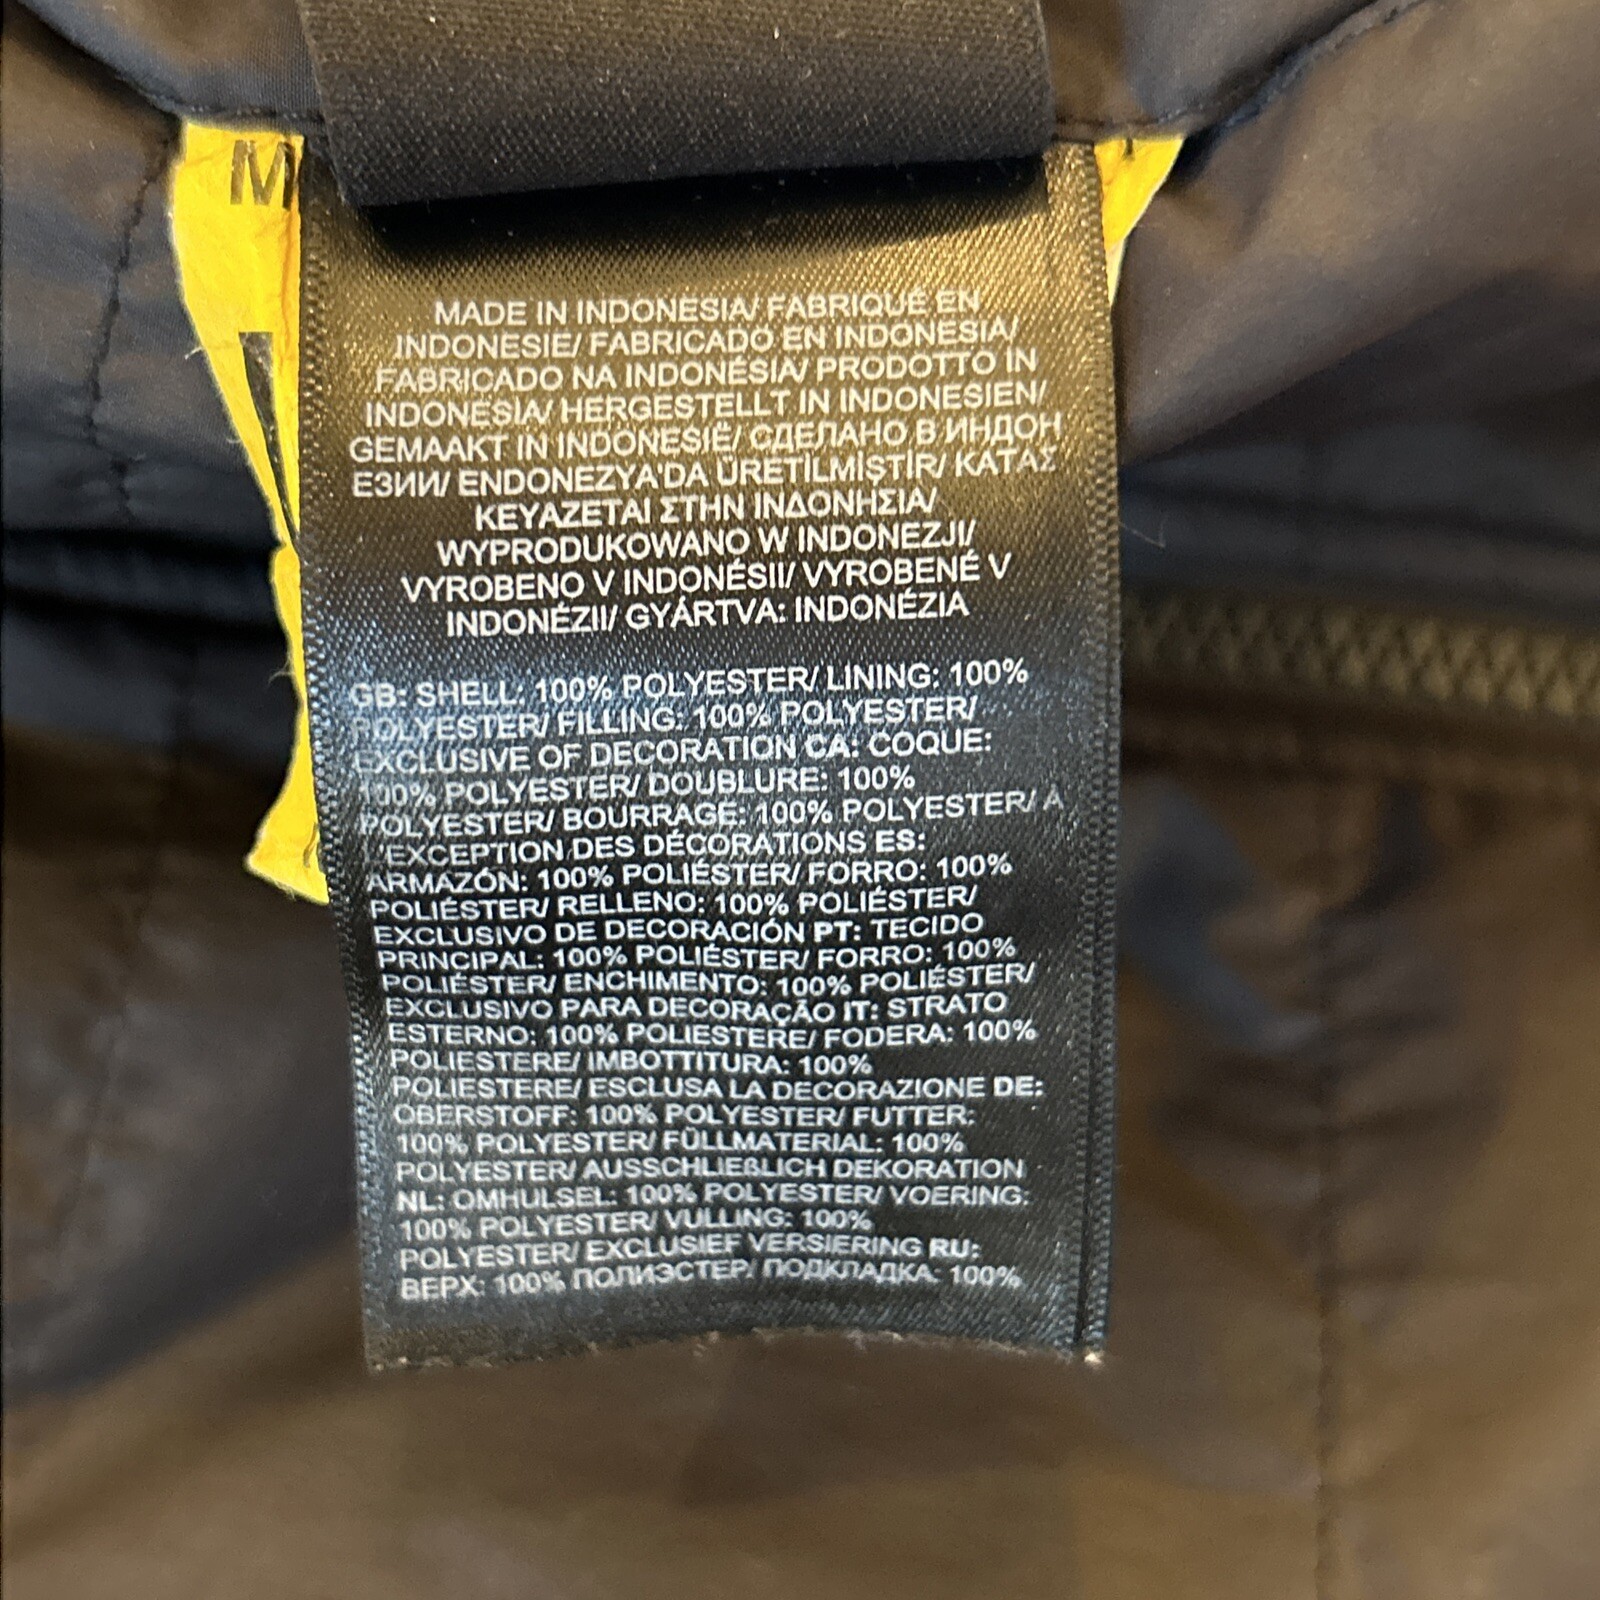 M
MADE IN INDONESIA/ FABRIQUÉ EN
INDONESIE/ FABRICADO EN INDONESIA/
FABRICADO NA INDONÉSIA/ PRODOTTO IN
INDONESIA/ HERGESTELLT IN INDONESIEN/
GEMAAKT IN INDONESIË/ СДЕЛАНО В ИНДОН
ЕЗИИ/ ENDONEZYA'DA ÜRETİLMİŞTİR/ ΚΑΤΑΣ
ΚΕΥΑΖΕΤΑΙ ΣΤΗΝ ΙΝΔΟΝΗΣΙΑ/
WYPRODUKOWANO W INDONEZJI/
VYROBENO V INDONÉSII/ VYROBENÉ V
INDONÉZII/ GYÁRTVA: INDONÉZIA
GB: SHELL: 100% POLYESTER/ LINING: 100%
POLYESTER/ FILLING: 100% POLYESTER/
EXCLUSIVE OF DECORATION CA: COQUE:
100% POLYESTER/ DOUBLURE: 100%
POLYESTER/ BOURRAGE: 100% POLYESTER/ A
L'EXCEPTION DES DÉCORATIONS ES:
ARMAZÓN: 100% POLIÉSTER/ FORRO: 100%
POLIÉSTER/ RELLENO: 100% POLIÉSTER/
EXCLUSIVO DE DECORACIÓN PT: TECIDO
PRINCIPAL: 100% POLIÉSTER/ FORRO: 100%
POLIÉSTER/ ENCHIMENTO: 100% POLIÉSTER/
EXCLUSIVO PARA DECORAÇÃO IT: STRATO
ESTERNO: 100% POLIESTERE/ FODERA: 100%
POLIESTERE/ IMBOTTITURA: 100%
POLIESTERE/ ESCLUSA LA DECORAZIONE DE:
OBERSTOFF: 100% POLYESTER/ FUTTER:
100% POLYESTER/ FÜLLMATERIAL: 100%
POLYESTER/ AUSSCHLIEßLICH DEKORATION
NL: OMHULSEL: 100% POLYESTER/ VOERING:
100% POLYESTER/ VULLING: 100%
POLYESTER/ EXCLUSIEF VERSIERING RU:
ВЕРХ: 100% ПОЛИЭСТЕР/ ПОДКЛАДКА: 100%